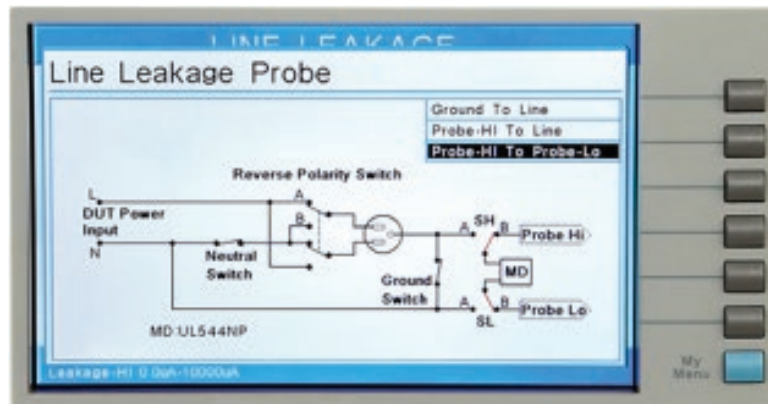 LINE LEAKAGE
Line Leakage Probe
Ground To Line
Probe-HI To Line
Probe-HI To Probe-Lo
Reverse Polarity Switch
L
A
DUT Power
Input
B
N
Neutral
Switch
Ground
Switch
A
SH
B
Probe Hi
MD
A
B
Probe Lo
SL
MD:UL544NP
Leakage-HI 0.0uA-10000uA
My
Menu